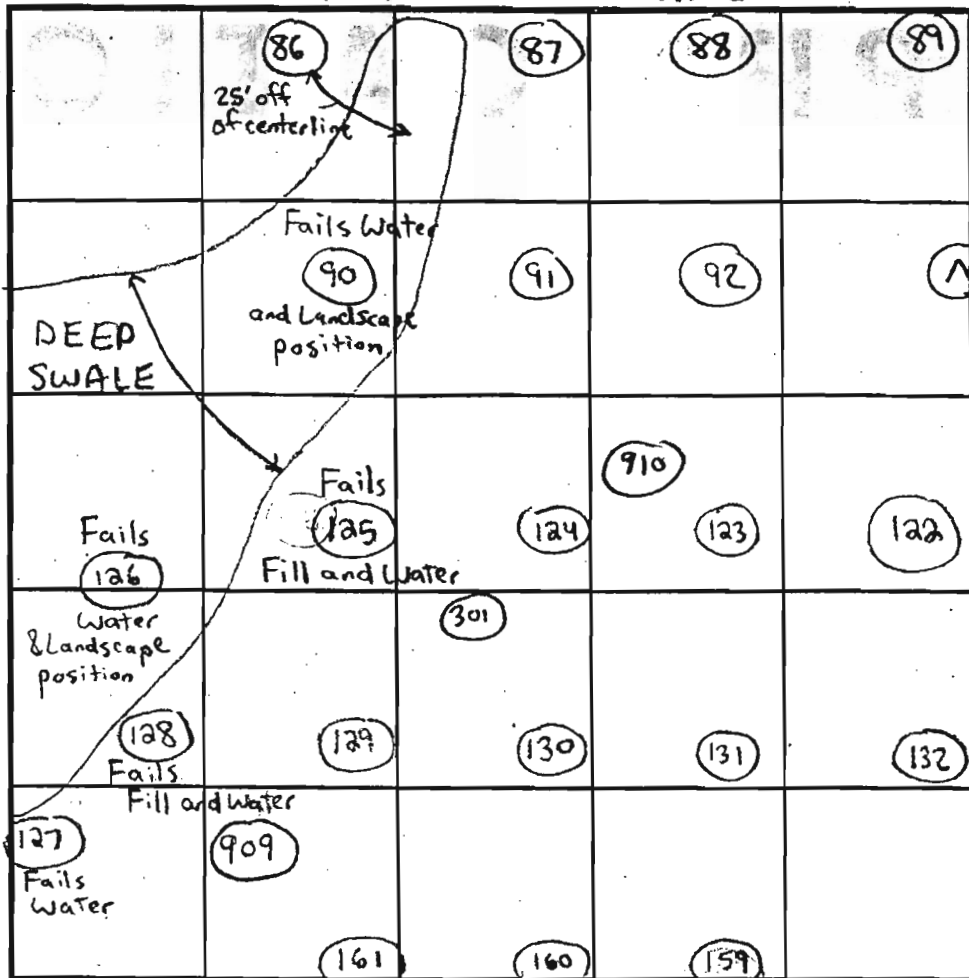 86
87
88
89
25' off
of centerline
Fails Water
90
91
92
and Landscape
position
DEEP
SWALE
910
Fails
125
124
123
122
Fails
126
Fill and Water
Water
& Landscape
position
301
128
129
130
131
132
Fails
Fill and Water
127
909
Fails
Water
161
160
159